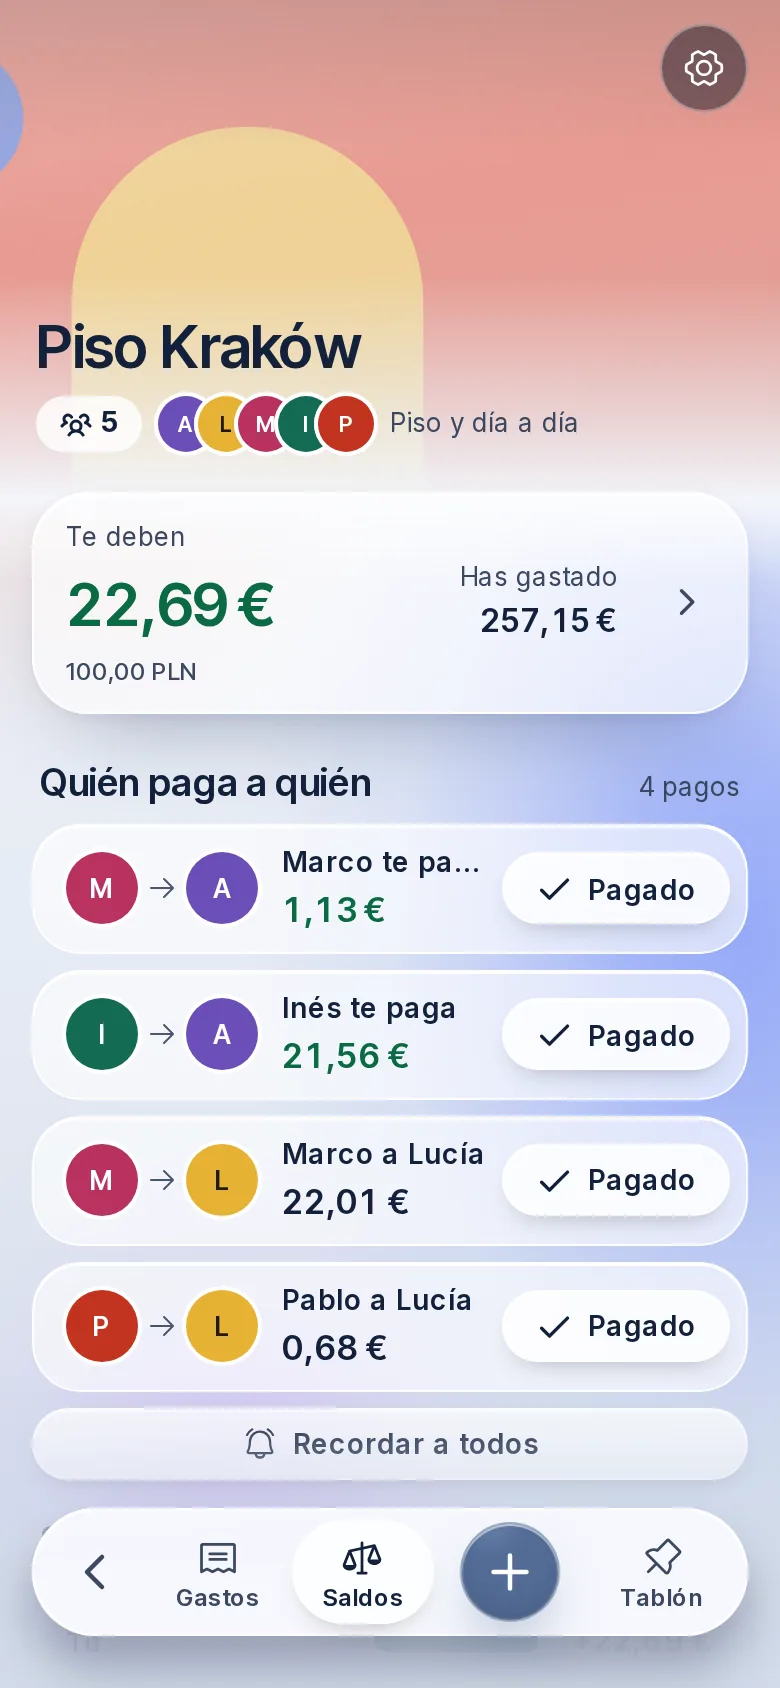 Piso Kraków
5
A
L
M
I
P
Piso y día a día
Te deben
22,69 €
100,00 PLN
Has gastado
257,15 €
Quién paga a quién
4 pagos
M
A
Marco te pa…
1,13 €
Pagado
I
A
Inés te paga
21,56 €
Pagado
M
L
Marco a Lucía
22,01 €
Pagado
P
L
Pablo a Lucía
0,68 €
Pagado
Recordar a todos
Gastos
Saldos
Tablón